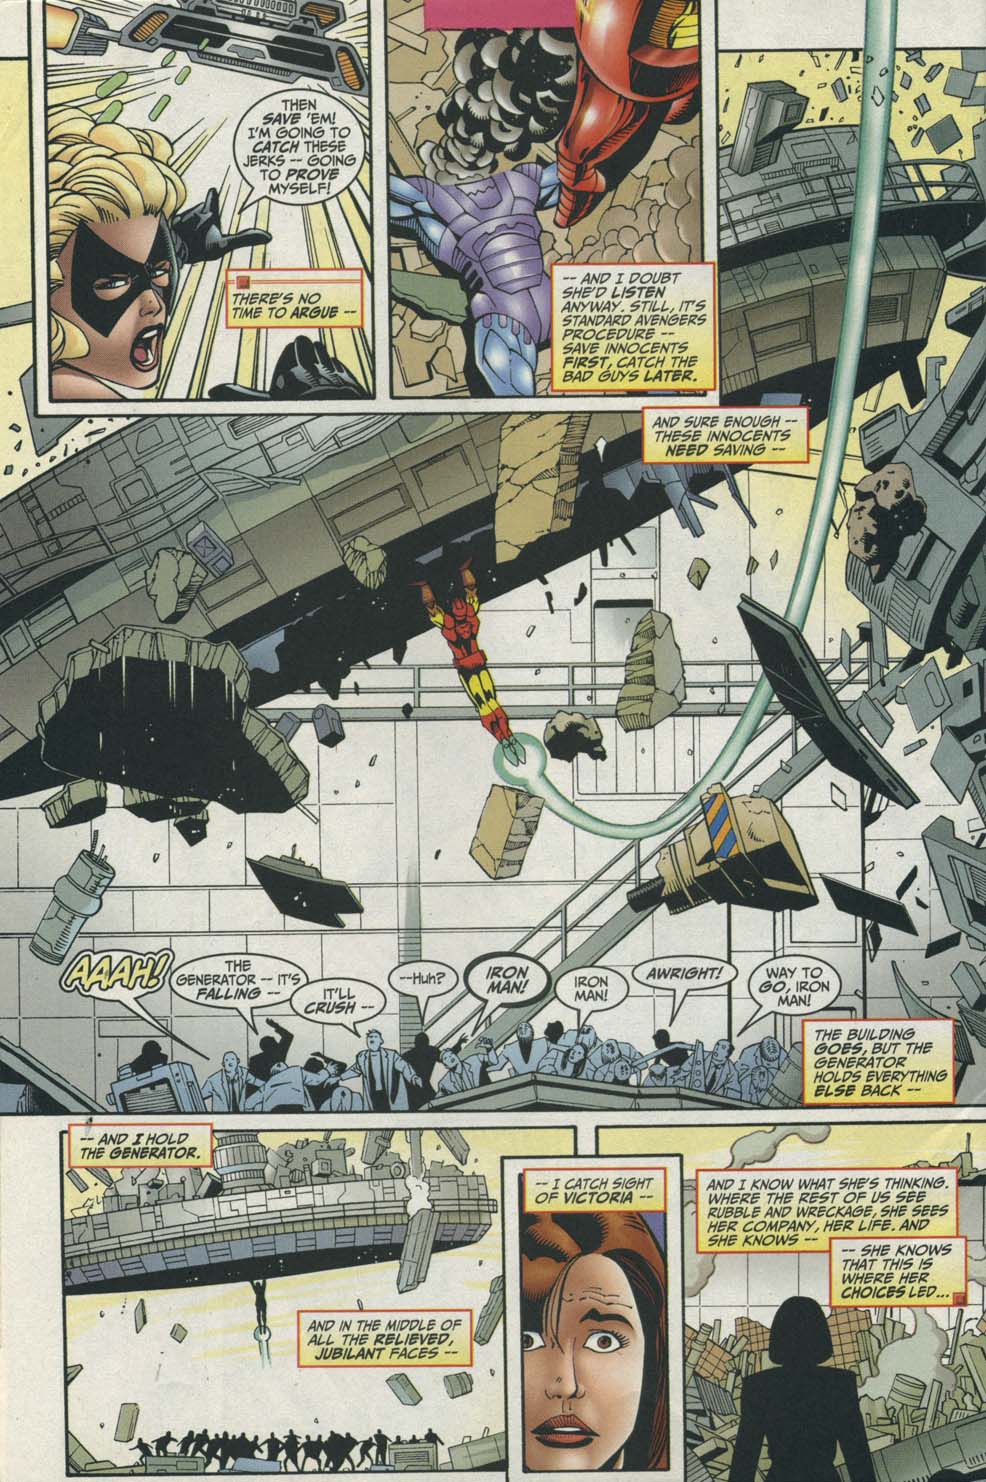 THEN
SAVE 'EM!
I'M GOING TO
CATCH THESE
JERKS -- GOING
TO PROVE
MYSELF!
THERE'S NO
TIME TO ARGUE --
-- AND I DOUBT
SHE'D LISTEN
ANYWAY. STILL, IT'S
STANDARD AVENGERS
PROCEDURE --
SAVE INNOCENTS
FIRST, CATCH THE
BAD GUYS LATER.
AND SURE ENOUGH --
THESE INNOCENTS
NEED SAVING --
AAAH!
THE
GENERATOR -- IT'S
FALLING --
IT'LL
CRUSH --
--HUH?
IRON
MAN!
IRON
MAN!
AWRIGHT!
WAY TO
GO, IRON
MAN!
THE BUILDING
GOES, BUT THE
GENERATOR
HOLDS EVERYTHING
ELSE BACK --
-- AND I HOLD
THE GENERATOR.
AND IN THE MIDDLE OF
ALL THE RELIEVED,
JUBILANT FACES --
-- I CATCH SIGHT
OF VICTORIA --
AND I KNOW WHAT SHE'S THINKING.
WHERE THE REST OF US SEE
RUBBLE AND WRECKAGE, SHE SEES
HER COMPANY, HER LIFE. AND
SHE KNOWS --
-- SHE KNOWS
THAT THIS IS
WHERE HER
CHOICES LED...